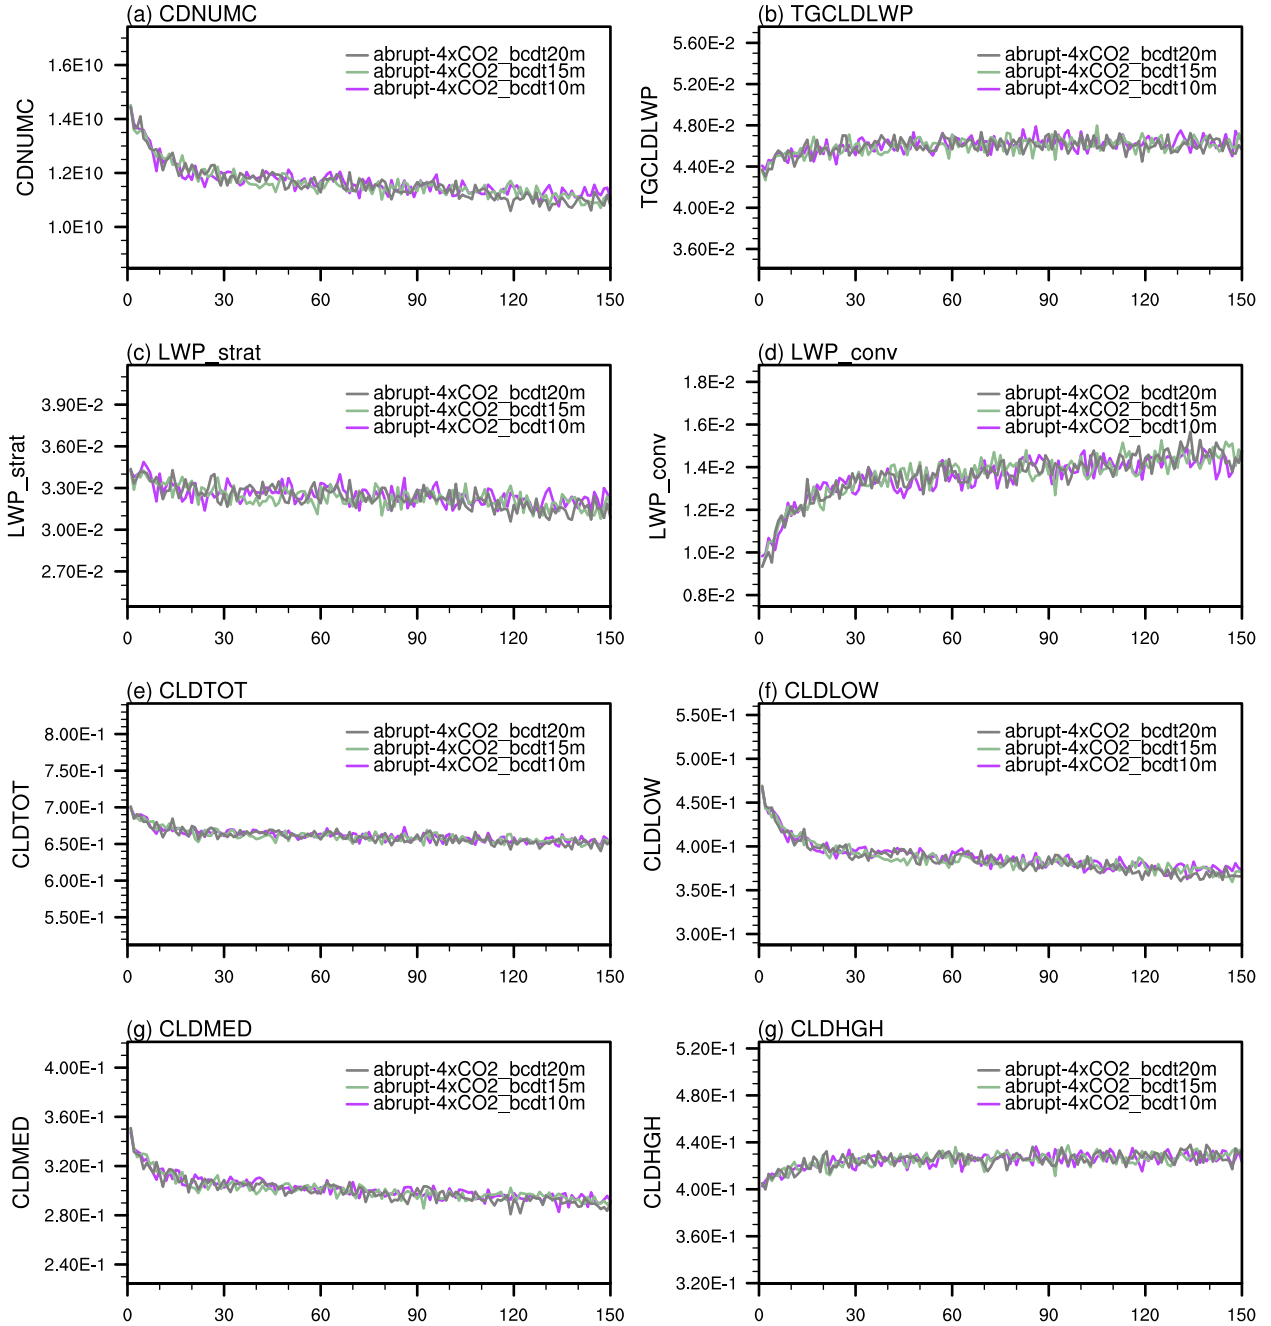 (a) CDNUMC
CDNUMC
1.6E10
1.4E10
1.2E10
1.0E10
abrupt-4xCO2_bcdt20m
abrupt-4xCO2_bcdt15m
abrupt-4xCO2_bcdt10m
0 30 60 90 120 150
(b) TGCLDLWP
TGCLDLWP
5.60E-2
5.20E-2
4.80E-2
4.40E-2
4.00E-2
3.60E-2
abrupt-4xCO2_bcdt20m
abrupt-4xCO2_bcdt15m
abrupt-4xCO2_bcdt10m
0 30 60 90 120 150
(c) LWP_strat
LWP_strat
3.90E-2
3.60E-2
3.30E-2
3.00E-2
2.70E-2
abrupt-4xCO2_bcdt20m
abrupt-4xCO2_bcdt15m
abrupt-4xCO2_bcdt10m
0 30 60 90 120 150
(d) LWP_conv
LWP_conv
1.8E-2
1.6E-2
1.4E-2
1.2E-2
1.0E-2
0.8E-2
abrupt-4xCO2_bcdt20m
abrupt-4xCO2_bcdt15m
abrupt-4xCO2_bcdt10m
0 30 60 90 120 150
(e) CLDTOT
CLDTOT
8.00E-1
7.50E-1
7.00E-1
6.50E-1
6.00E-1
5.50E-1
abrupt-4xCO2_bcdt20m
abrupt-4xCO2_bcdt15m
abrupt-4xCO2_bcdt10m
0 30 60 90 120 150
(f) CLDLOW
CLDLOW
5.50E-1
5.00E-1
4.50E-1
4.00E-1
3.50E-1
3.00E-1
abrupt-4xCO2_bcdt20m
abrupt-4xCO2_bcdt15m
abrupt-4xCO2_bcdt10m
0 30 60 90 120 150
(g) CLDMED
CLDMED
4.00E-1
3.60E-1
3.20E-1
2.80E-1
2.40E-1
abrupt-4xCO2_bcdt20m
abrupt-4xCO2_bcdt15m
abrupt-4xCO2_bcdt10m
0 30 60 90 120 150
(g) CLDHGH
CLDHGH
5.20E-1
4.80E-1
4.40E-1
4.00E-1
3.60E-1
3.20E-1
abrupt-4xCO2_bcdt20m
abrupt-4xCO2_bcdt15m
abrupt-4xCO2_bcdt10m
0 30 60 90 120 150